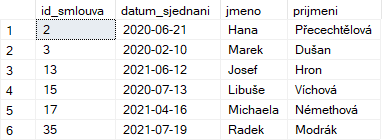 id_smlouva datum_sjednani jmeno prijmeni
1 2 2020-06-21 Hana Přecechtělová
2 3 2020-02-10 Marek Dušan
3 13 2021-06-12 Josef Hron
4 15 2020-07-13 Libuše Víchová
5 17 2021-04-16 Michaela Némethová
6 35 2021-07-19 Radek Modrák